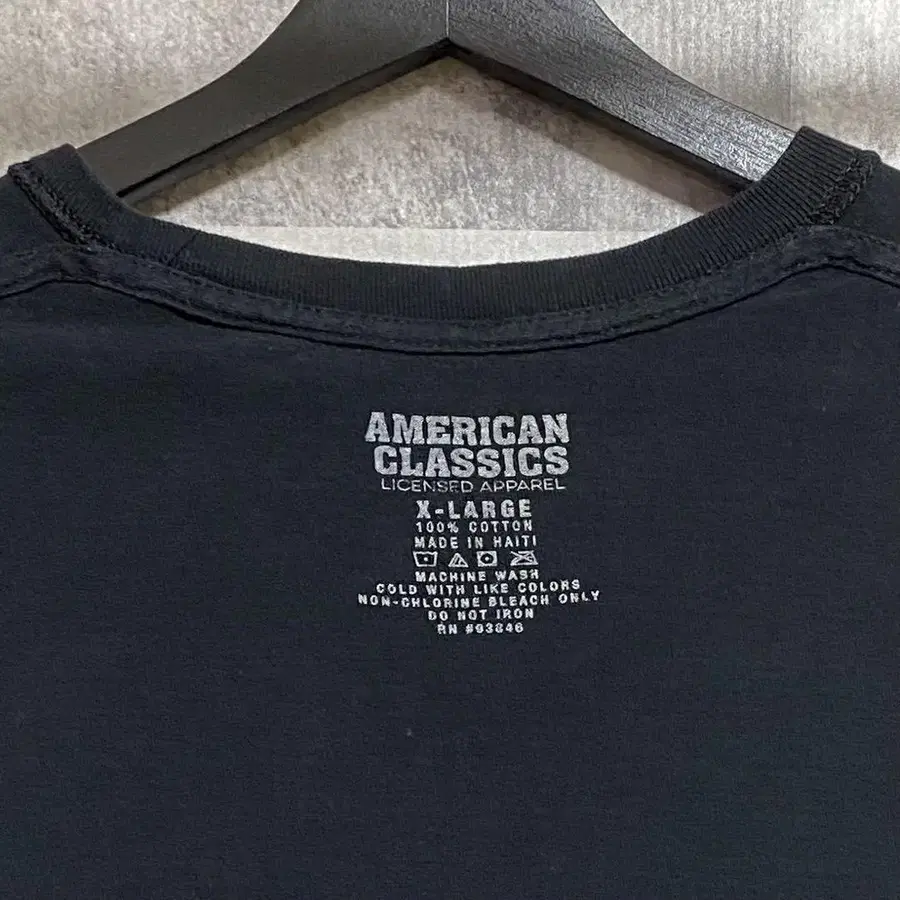 AMERICAN
CLASSICS
LICENSED APPAREL
X-LARGE
100% COTTON
MADE IN HAITI
MACHINE WASH
COLD WITH LIKE COLORS
NON-CHLORINE BLEACH ONLY
DO NOT IRON
RN #93846